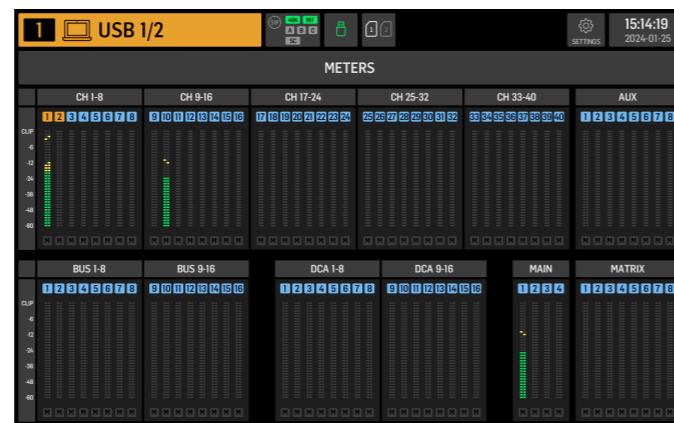 1 USB 1/2
SIP 48K INT
A B C
SC
1 2
SETTINGS
15:14:19
2024-01-25
METERS
CH 1-8 CH 9-16 CH 17-24 CH 25-32 CH 33-40 AUX
1 2 3 4 5 6 7 8 9 10 11 12 13 14 15 16 17 18 19 20 21 22 23 24 25 26 27 28 29 30 31 32 33 34 35 36 37 38 39 40 1 2 3 4 5 6 7 8
CLIP
-6
-12
-24
-36
-48
-60
M M M M M M M M M M M M M M M M M M M M M M M M M M M M M M M M M M M M M M M M M M M M M M M M
BUS 1-8 BUS 9-16 DCA 1-8 DCA 9-16 MAIN MATRIX
1 2 3 4 5 6 7 8 9 10 11 12 13 14 15 16 1 2 3 4 5 6 7 8 9 10 11 12 13 14 15 16 1 2 3 4 1 2 3 4 5 6 7 8
CLIP
-6
-12
-24
-36
-48
-60
M M M M M M M M M M M M M M M M M M M M M M M M M M M M M M M M M M M M M M M M M M M M